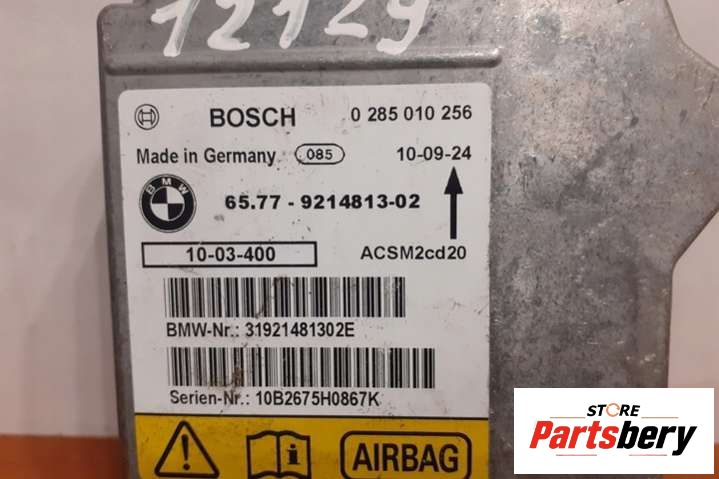 12129
BOSCH 0 285 010 256
Made in Germany 085 10-09-24
BMW 65.77 - 9214813-02
10-03-400 ACSM2cd20
BMW-Nr.: 31921481302E
Serien-Nr.: 10B2675H0867K
! i AIRBAG
STORE
Partsbery